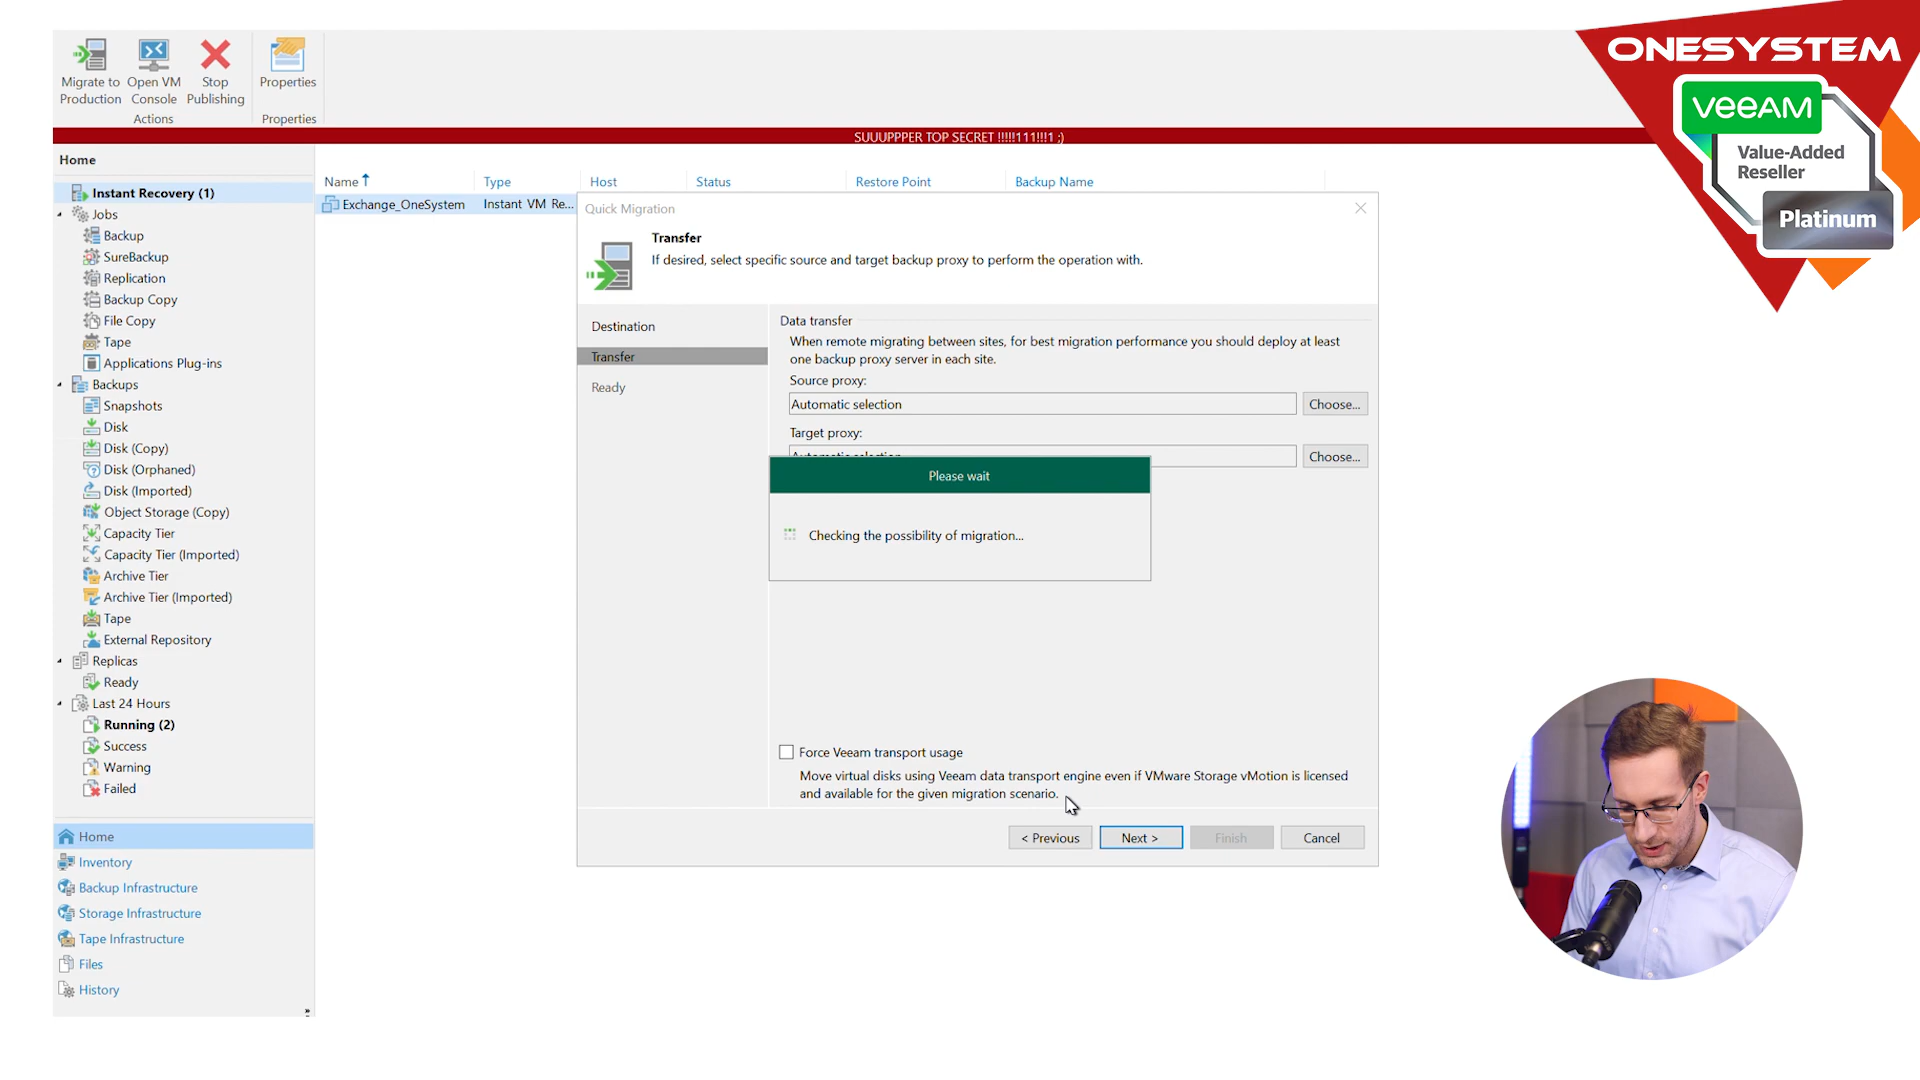 Migrate to
Production
Open VM
Console
Stop
Publishing
Properties
Actions
Properties
ONESYSTEM
veeAM
Value-Added
Reseller
Platinum
SUUUPPPER TOP SECRET !!!!!111!!!1 ;)
Home
Instant Recovery (1)
Jobs
Backup
SureBackup
Replication
Backup Copy
File Copy
Tape
Applications Plug-ins
Backups
Snapshots
Disk
Disk (Copy)
Disk (Orphaned)
Disk (Imported)
Object Storage (Copy)
Capacity Tier
Capacity Tier (Imported)
Archive Tier
Archive Tier (Imported)
Tape
External Repository
Replicas
Ready
Last 24 Hours
Running (2)
Success
Warning
Failed
Home
Inventory
Backup Infrastructure
Storage Infrastructure
Tape Infrastructure
Files
History
Name Type Host Status Restore Point Backup Name
Exchange_OneSystem Instant VM Re...
Quick Migration
Transfer
If desired, select specific source and target backup proxy to perform the operation with.
Destination
Transfer
Ready
Data transfer
When remote migrating between sites, for best migration performance you should deploy at least
one backup proxy server in each site.
Source proxy:
Automatic selection Choose...
Target proxy:
Automatic selection Choose...
Please wait
Checking the possibility of migration...
Force Veeam transport usage
Move virtual disks using Veeam data transport engine even if VMware Storage vMotion is licensed
and available for the given migration scenario.
< Previous Next > Finish Cancel